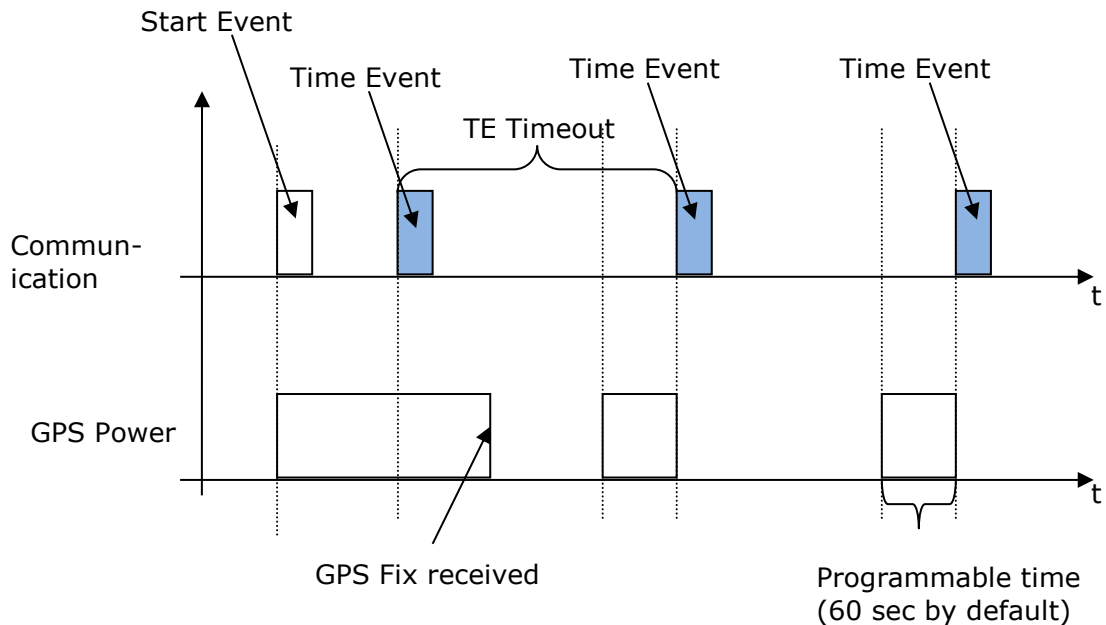 Start Event
Time Event
Time Event
Time Event
TE Timeout
Commun-
ication
t
GPS Power
t
GPS Fix received
Programmable time
(60 sec by default)